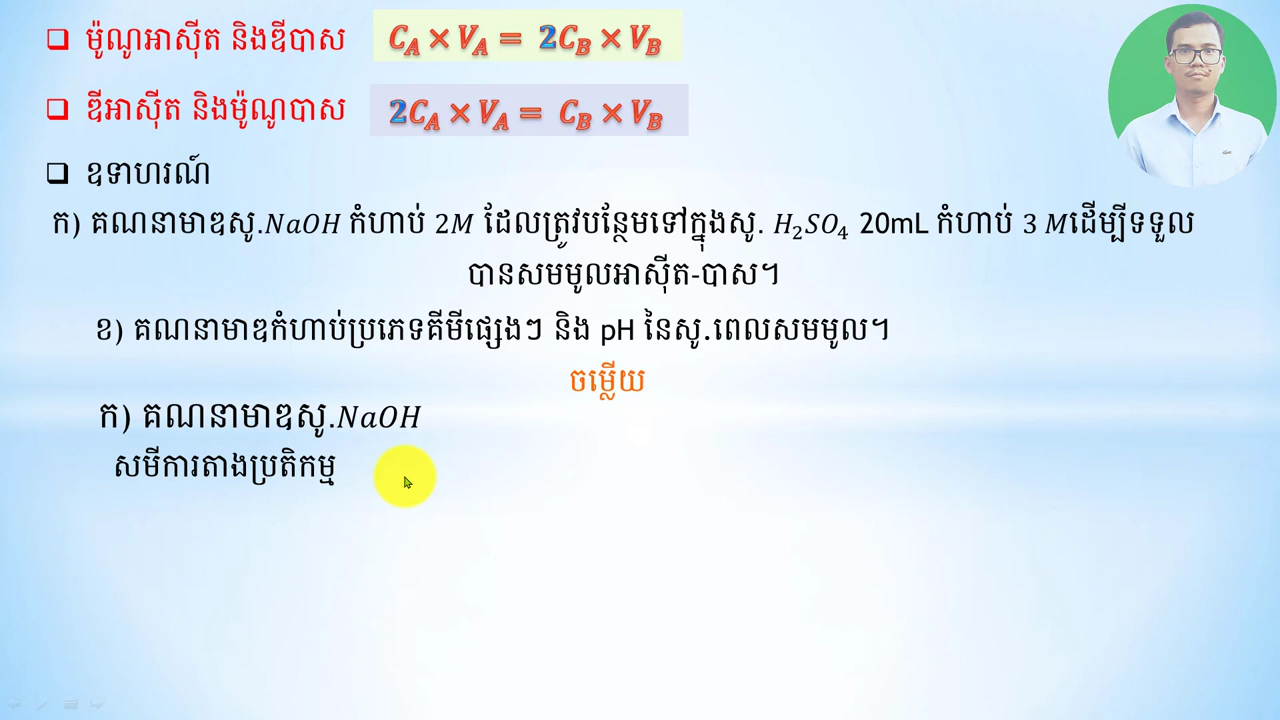 ❑ ម៉ូណូអាស៊ីត និងឌីបាស C_A × V_A = 2C_B × V_B
❑ ឌីអាស៊ីត និងម៉ូណូបាស 2C_A × V_A = C_B × V_B
❑ ឧទាហរណ៍
ក) គណនាមាឌសូ.NaOH កំហាប់ 2M ដែលត្រូវបន្ថែមទៅក្នុងសូ. H₂SO₄ 20mL កំហាប់ 3 Mដើម្បីទទួល
បានសមមូលអាស៊ីត-បាស។
ខ) គណនាមាឌកំហាប់ប្រភេទគីមីផ្សេងៗ និង pH នៃសូ.ពេលសមមូល។
ចម្លើយ
ក) គណនាមាឌសូ.NaOH
សមីការតាងប្រតិកម្ម